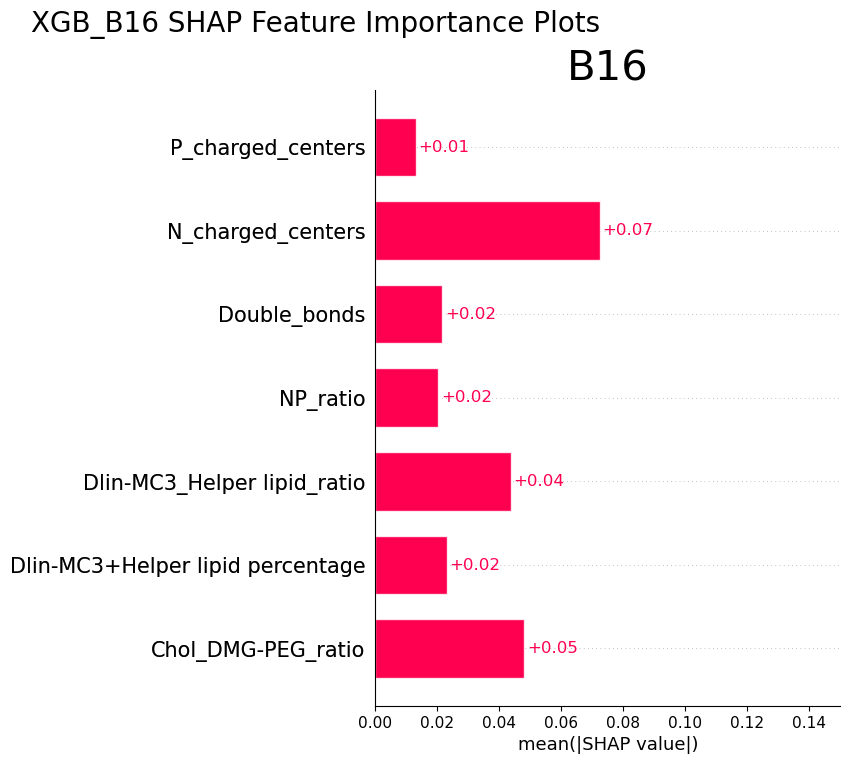 XGB_B16 SHAP Feature Importance Plots
B16
P_charged_centers
+0.01
N_charged_centers
+0.07
Double_bonds
+0.02
NP_ratio
+0.02
Dlin-MC3_Helper lipid_ratio
+0.04
Dlin-MC3+Helper lipid percentage
+0.02
Chol_DMG-PEG_ratio
+0.05
0.00 0.02 0.04 0.06 0.08 0.10 0.12 0.14
mean(|SHAP value|)